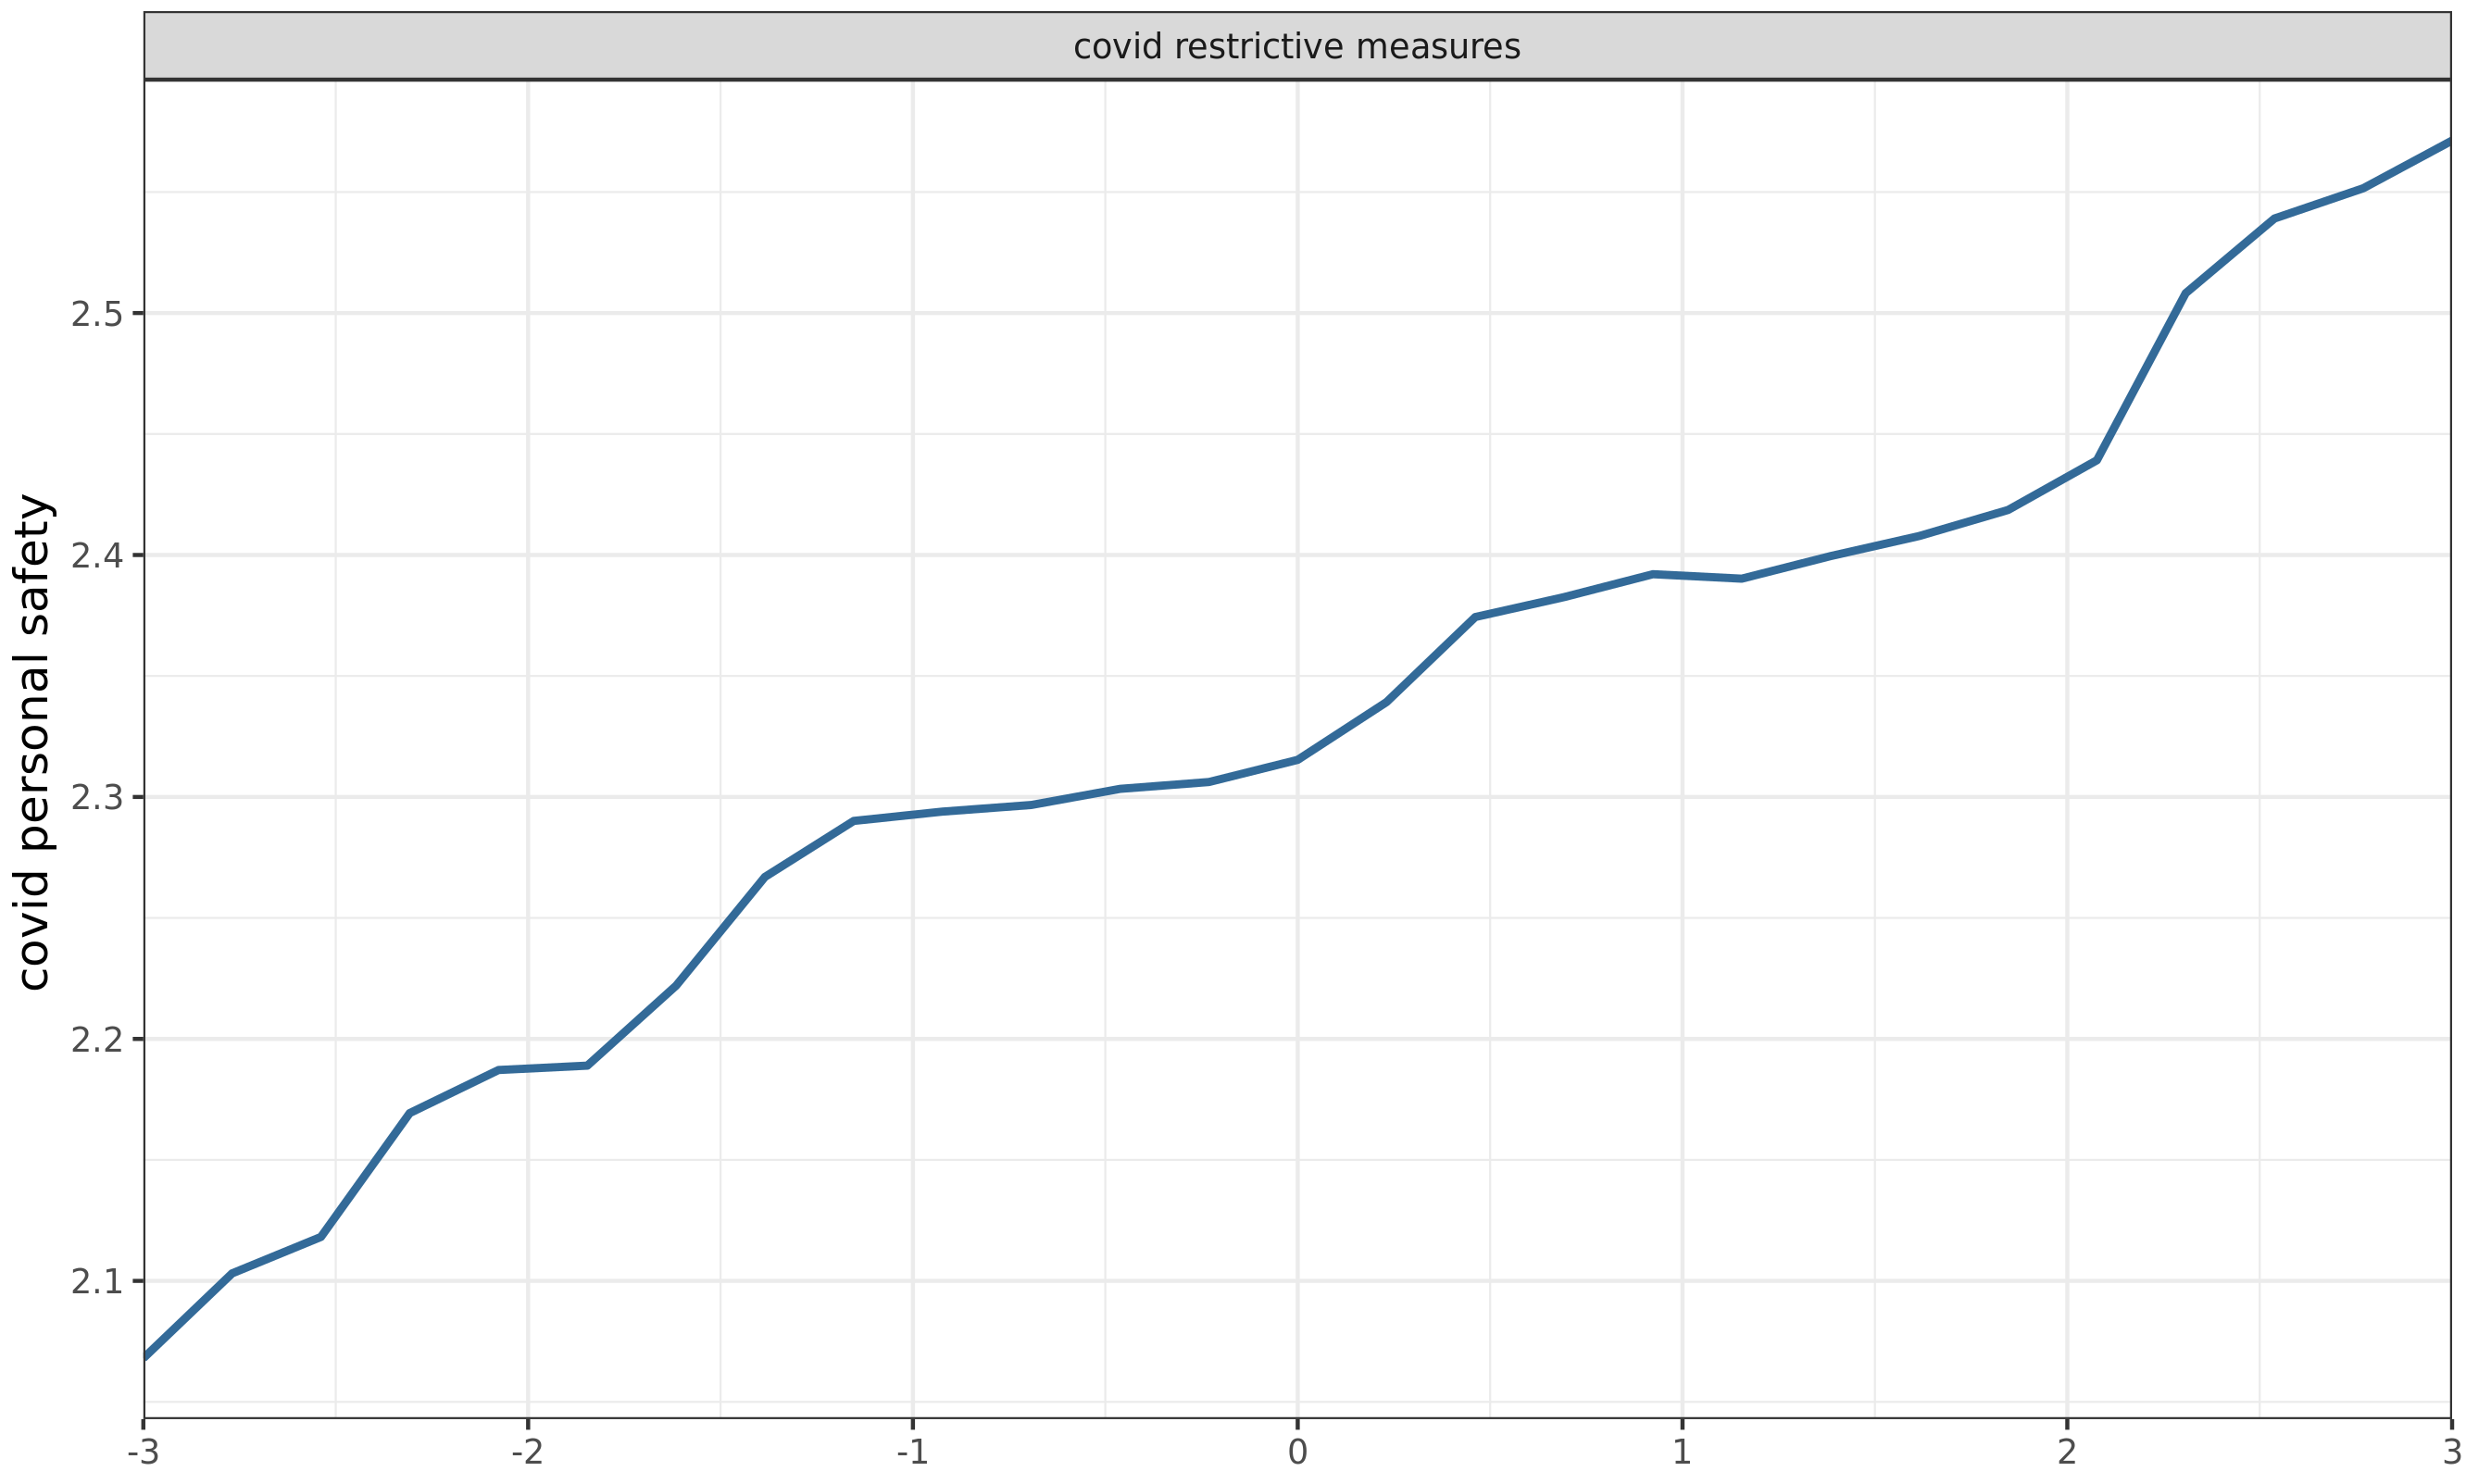 covid restrictive measures
covid personal safety
2.5
2.4
2.3
2.2
2.1
-3 -2 -1 0 1 2 3